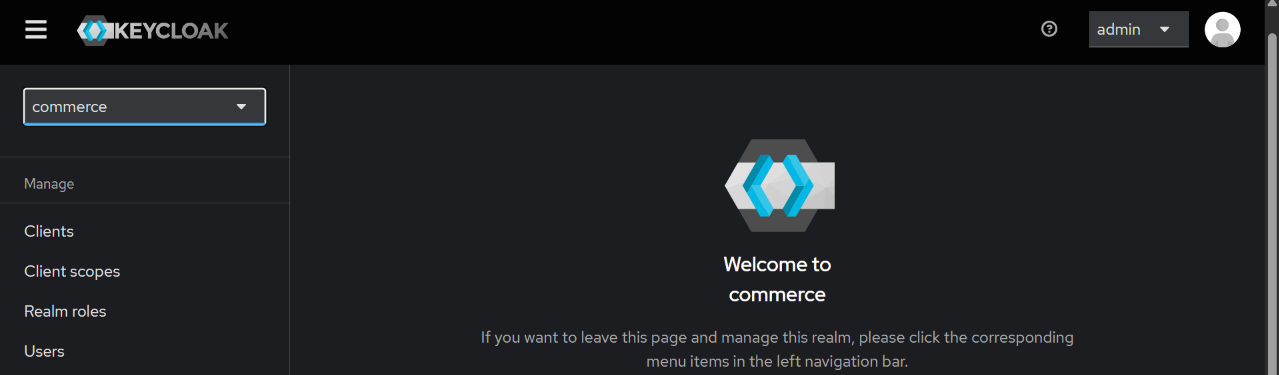 KEYCLOAK
admin
commerce
Manage
Clients
Client scopes
Realm roles
Users
Welcome to
commerce
If you want to leave this page and manage this realm, please click the corresponding
menu items in the left navigation bar.